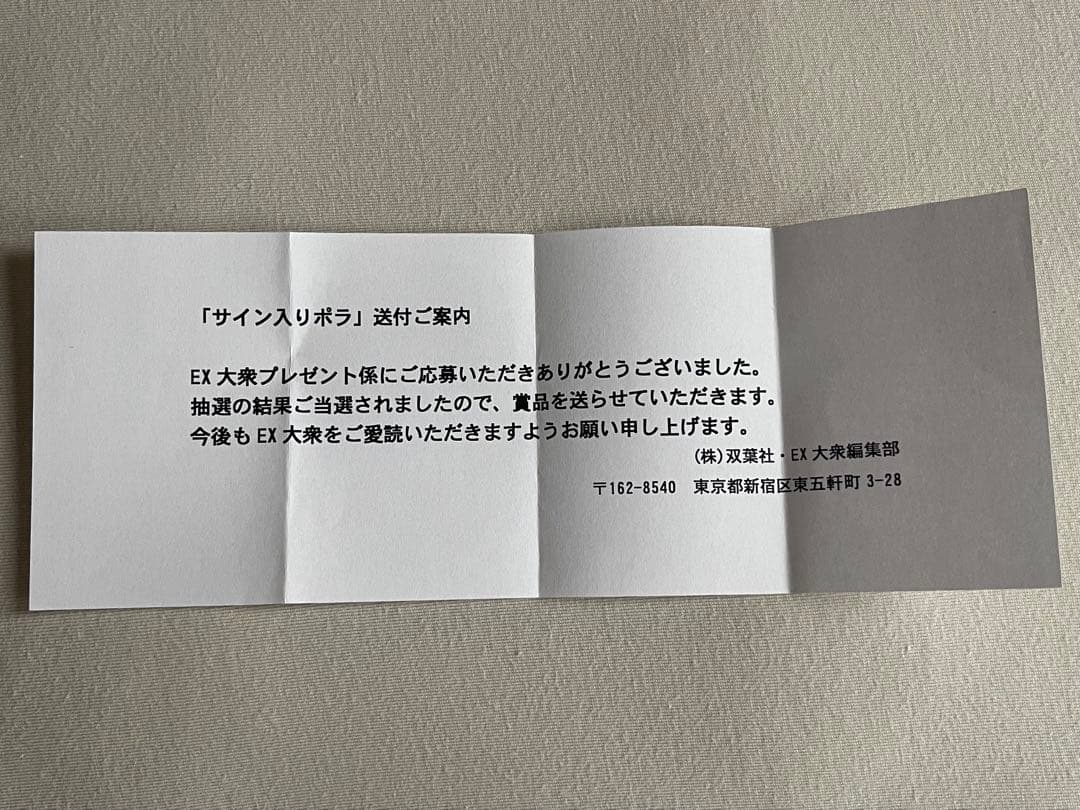 「サイン入りポラ」送付ご案内
EX大衆プレゼント係にご応募いただきありがとうございました。
抽選の結果ご当選されましたので、賞品を送らせていただきます。
今後もEX大衆をご愛読いただきますようお願い申し上げます。
(株)双葉社・EX大衆編集部
〒162-8540　東京都新宿区東五軒町3-28